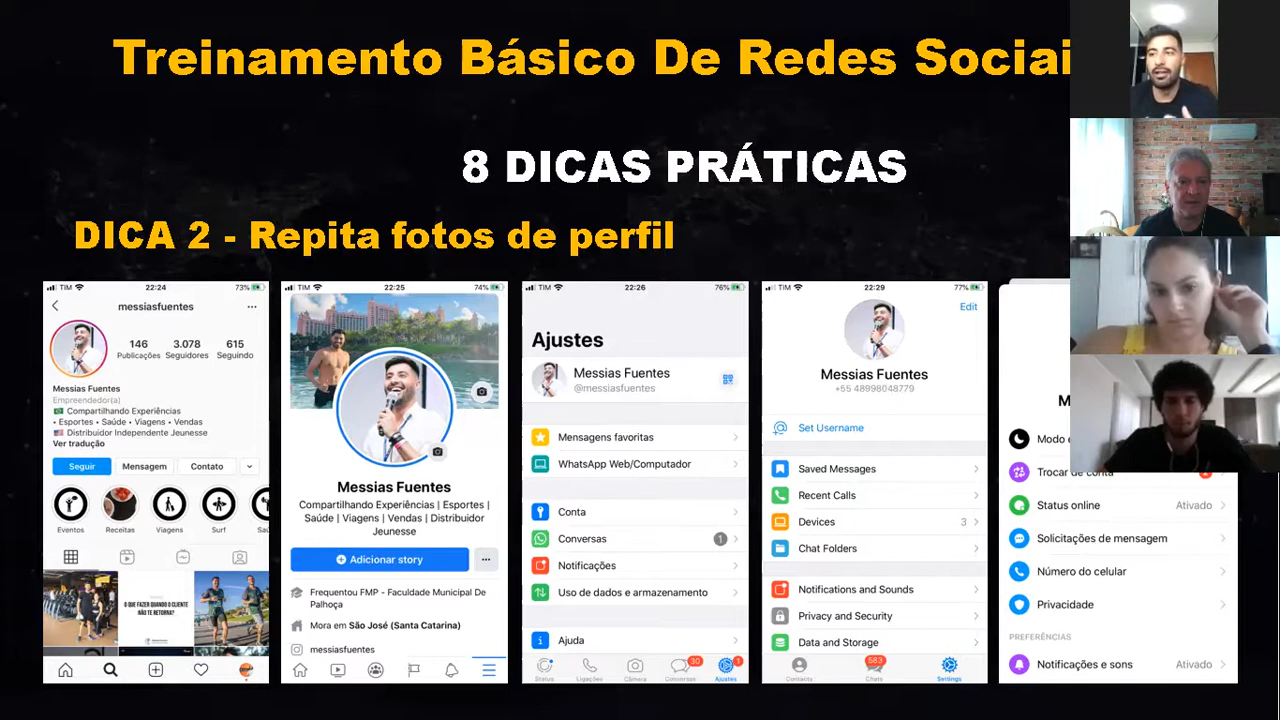 Treinamento Básico De Redes Sociai
8 DICAS PRÁTICAS
DICA 2 - Repita fotos de perfil
TIM 22:24 73%
messiasfuentes
146 3.078 615
Publicações Seguidores Seguindo
Messias Fuentes
Empreendedor(a)
Compartilhando Experiências
• Esportes • Saúde • Viagens • Vendas
Distribuidor Independente Jeunesse
Ver tradução
Seguir Mensagem Contato
Eventos Receitas Viagens Surf Saú
O QUE FAZER QUANDO O CLIENTE
NÃO TE RETORNA?
TIM 22:25 74%
Messias Fuentes
Compartilhando Experiências | Esportes |
Saúde | Viagens | Vendas | Distribuidor
Jeunesse
Adicionar story
Frequentou FMP - Faculdade Municipal De
Palhoça
Mora em São José (Santa Catarina)
messiasfuentes
TIM 22:26 76%
Ajustes
Messias Fuentes
@messiasfuentes
Mensagens favoritas
WhatsApp Web/Computador
Conta
Conversas 1
Notificações
Uso de dados e armazenamento
Ajuda
30 1
Status Ligações Câmera Conversas Ajustes
TIM 22:29 77%
Edit
Messias Fuentes
+55 48998048779
Set Username
Saved Messages
Recent Calls
Devices 3
Chat Folders
Notifications and Sounds
Privacy and Security
Data and Storage
583
Contacts Chats Settings
M
Modo e
Trocar de conta
Status online Ativado
Solicitações de mensagem
Número do celular
Privacidade
PREFERÊNCIAS
Notificações e sons Ativado